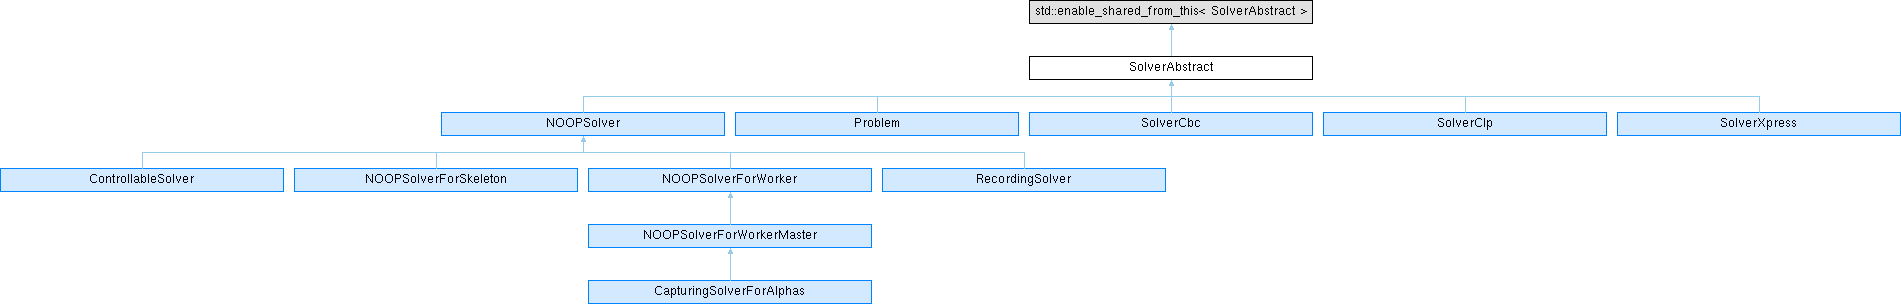 std::enable_shared_from_this< SolverAbstract >
SolverAbstract
NOOPSolver
Problem
SolverCbc
SolverClp
SolverXpress
ControllableSolver
NOOPSolverForSkeleton
NOOPSolverForWorker
RecordingSolver
NOOPSolverForWorkerMaster
CapturingSolverForAlphas